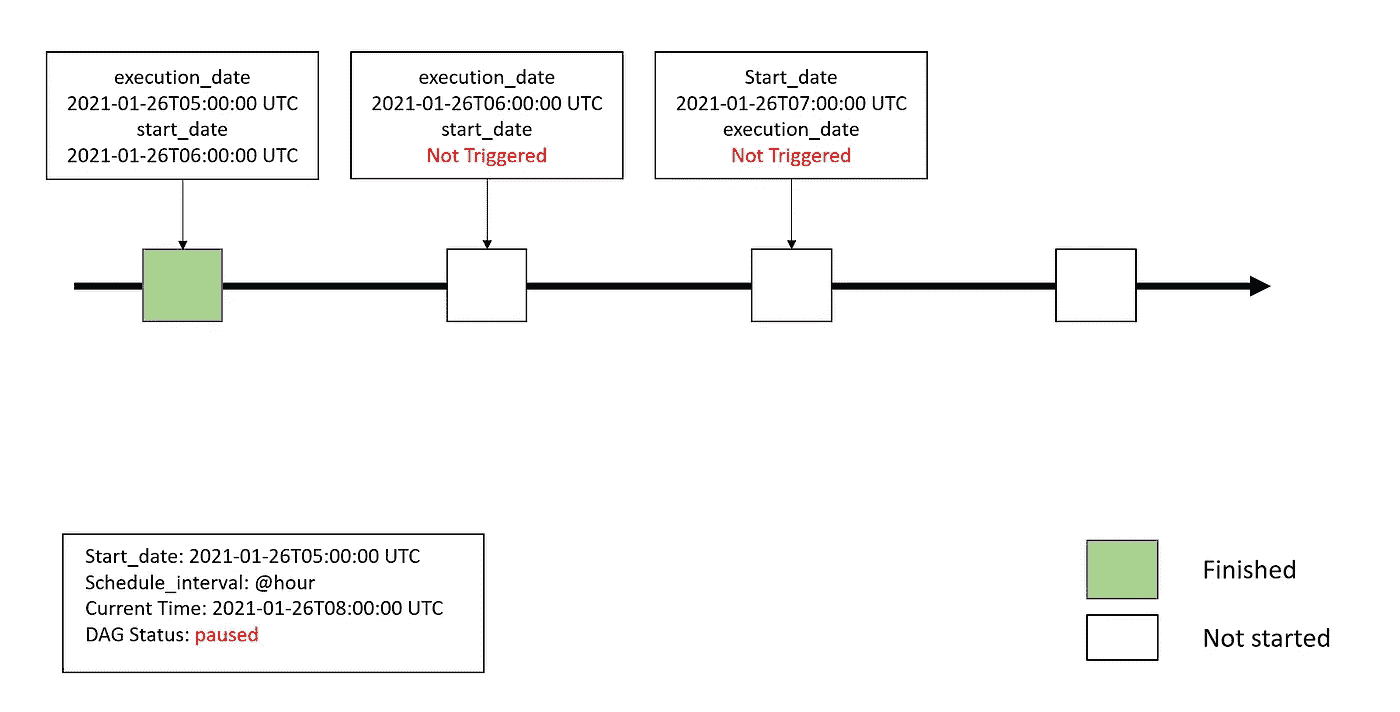 execution_date
2021-01-26T05:00:00 UTC
start_date
2021-01-26T06:00:00 UTC
execution_date
2021-01-26T06:00:00 UTC
start_date
Not Triggered
Start_date
2021-01-26T07:00:00 UTC
execution_date
Not Triggered
Start_date: 2021-01-26T05:00:00 UTC
Schedule_interval: @hour
Current Time: 2021-01-26T08:00:00 UTC
DAG Status: paused
Finished
Not started